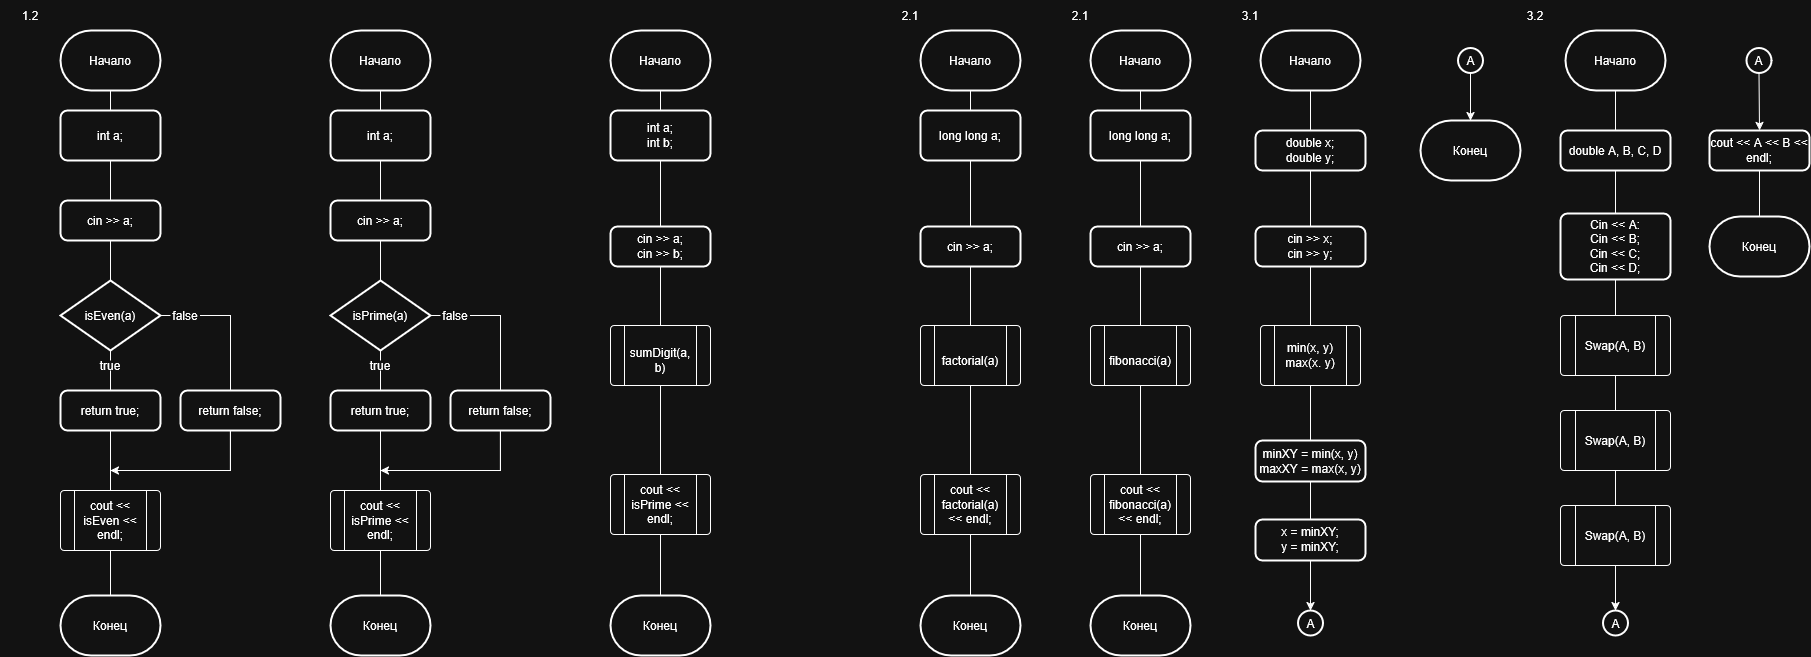 1.2
Начало
int a;
cin >> a;
isEven(a)
false
true
return true;
return false;
cout <<
isEven <<
endl;
Конец
Начало
int a;
cin >> a;
isPrime(a)
false
true
return true;
return false;
cout <<
isPrime <<
endl;
Конец
Начало
int a;
int b;
cin >> a;
cin >> b;
sumDigit(a,
b)
cout <<
isPrime <<
endl;
Конец
2.1
Начало
long long a;
cin >> a;
factorial(a)
cout <<
factorial(a)
<< endl;
Конец
2.1
Начало
long long a;
cin >> a;
fibonacci(a)
cout <<
fibonacci(a)
<< endl;
Конец
3.1
Начало
double x;
double y;
cin >> x;
cin >> y;
min(x, y)
max(x. y)
minXY = min(x, y)
maxXY = max(x, y)
x = minXY;
y = minXY;
A
A
Конец
3.2
Начало
double A, B, C, D
Cin << A:
Cin << B;
Cin << C;
Cin << D;
Swap(A, B)
Swap(A, B)
Swap(A, B)
A
A
cout << A << B <<
endl;
Конец